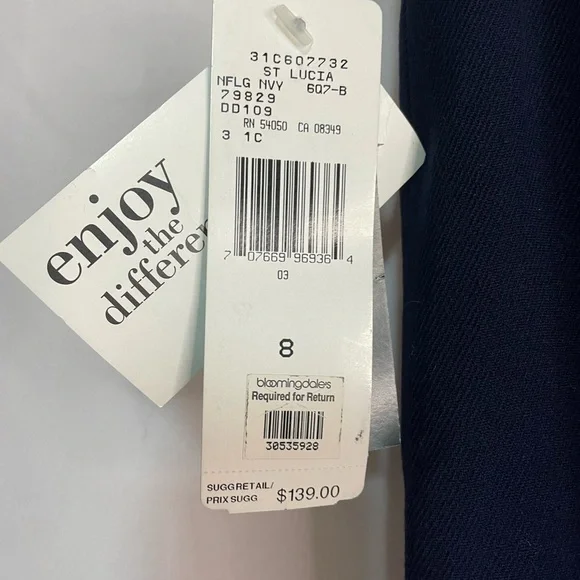 31C607732
ST LUCIA
NFLG NVY 6Q7-B
79829
DD109
RN 54050 CA 08349
3 1C
7 07669 96936 4
03
8
bloomingdale's
Required for Return
30535928
SUGG RETAIL/
PRIX SUGG $139.00
enjoy
the
differen